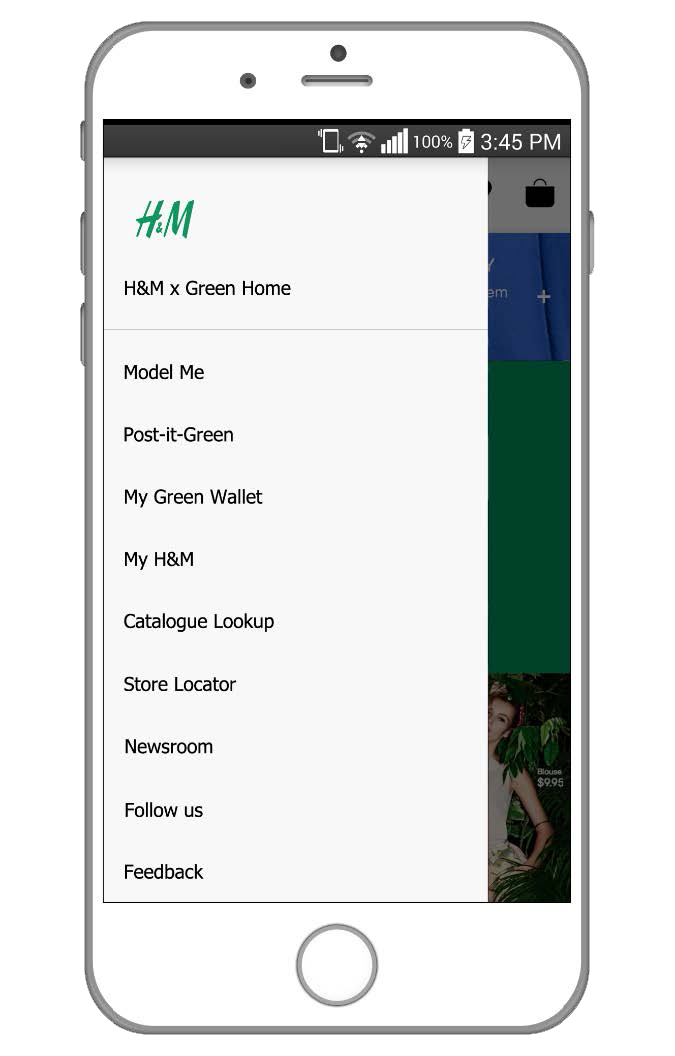 100% 3:45 PM
H&M
H&M x Green Home
Model Me
Post-it-Green
My Green Wallet
My H&M
Catalogue Lookup
Store Locator
Newsroom
Follow us
Feedback
Y
em
+
Blouse
$9.95